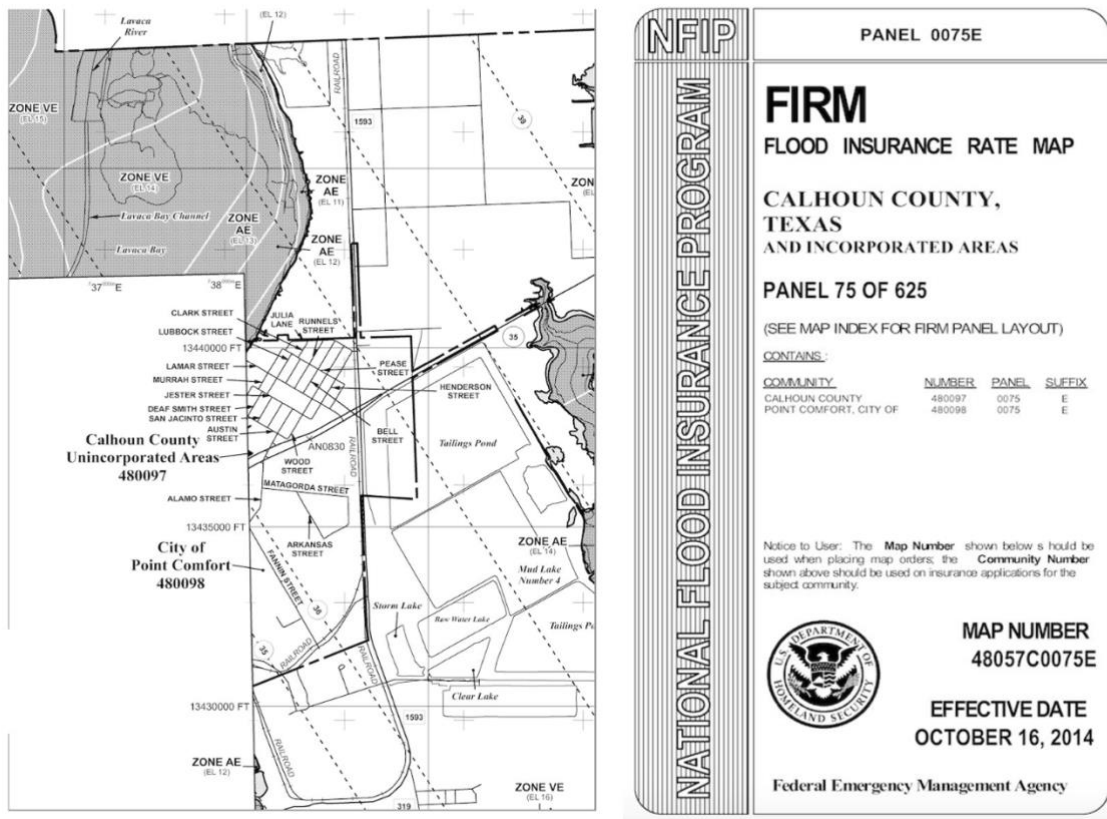 Lavaca
River
(EL 12)
ZONE VE
(EL 15)
RAILROAD
1593
ZONE VE
(EL 14)
ZONE
AE
(EL 11)
Lavaca Bay Channel
ZONE
AE
(EL 13)
Lavaca Bay
ZONE
AE
(EL 12)
CLARK STREET
JULIA
LANE
RUNNELS
STREET
LUBBOCK STREET
13440000 FT
35
LAMAR STREET
PEASE
STREET
MURRAH STREET
JESTER STREET
HENDERSON
STREET
DEAF SMITH STREET
SAN JACINTO STREET
AUSTIN
STREET
BELL
STREET
Calhoun County
Unincorporated Areas
480097
AN0830
Tailings Pond
WOOD
STREET
RAILROAD
MATAGORDA STREET
ALAMO STREET
13435000 FT
ARKANSAS
STREET
ZONE AE
(EL 14)
City of
Point Comfort
480098
FANNIN STREET
Mud Lake
Number 4
36
Storm Lake
Raw Water Lake
35
RAILROAD
RAILROAD
Clear Lake
13430000 FT
1593
ZONE AE
(EL 12)
RAILROAD
ZONE VE
(EL 16)
319
NFIP
NATIONAL FLOOD INSURANCE PROGRAM
PANEL 0075E
FIRM
FLOOD INSURANCE RATE MAP
CALHOUN COUNTY,
TEXAS
AND INCORPORATED AREAS
PANEL 75 OF 625
(SEE MAP INDEX FOR FIRM PANEL LAYOUT)
CONTAINS :
COMMUNITY NUMBER PANEL SUFFIX
CALHOUN COUNTY 480097 0075 E
POINT COMFORT, CITY OF 480098 0075 E
Notice to User: The Map Number shown below s hould be
used when placing map orders; the Community Number
shown above should be used on insurance applications for the
subject community.
U.S. DEPARTMENT OF
HOMELAND SECURITY
MAP NUMBER
48057C0075E
EFFECTIVE DATE
OCTOBER 16, 2014
Federal Emergency Management Agency